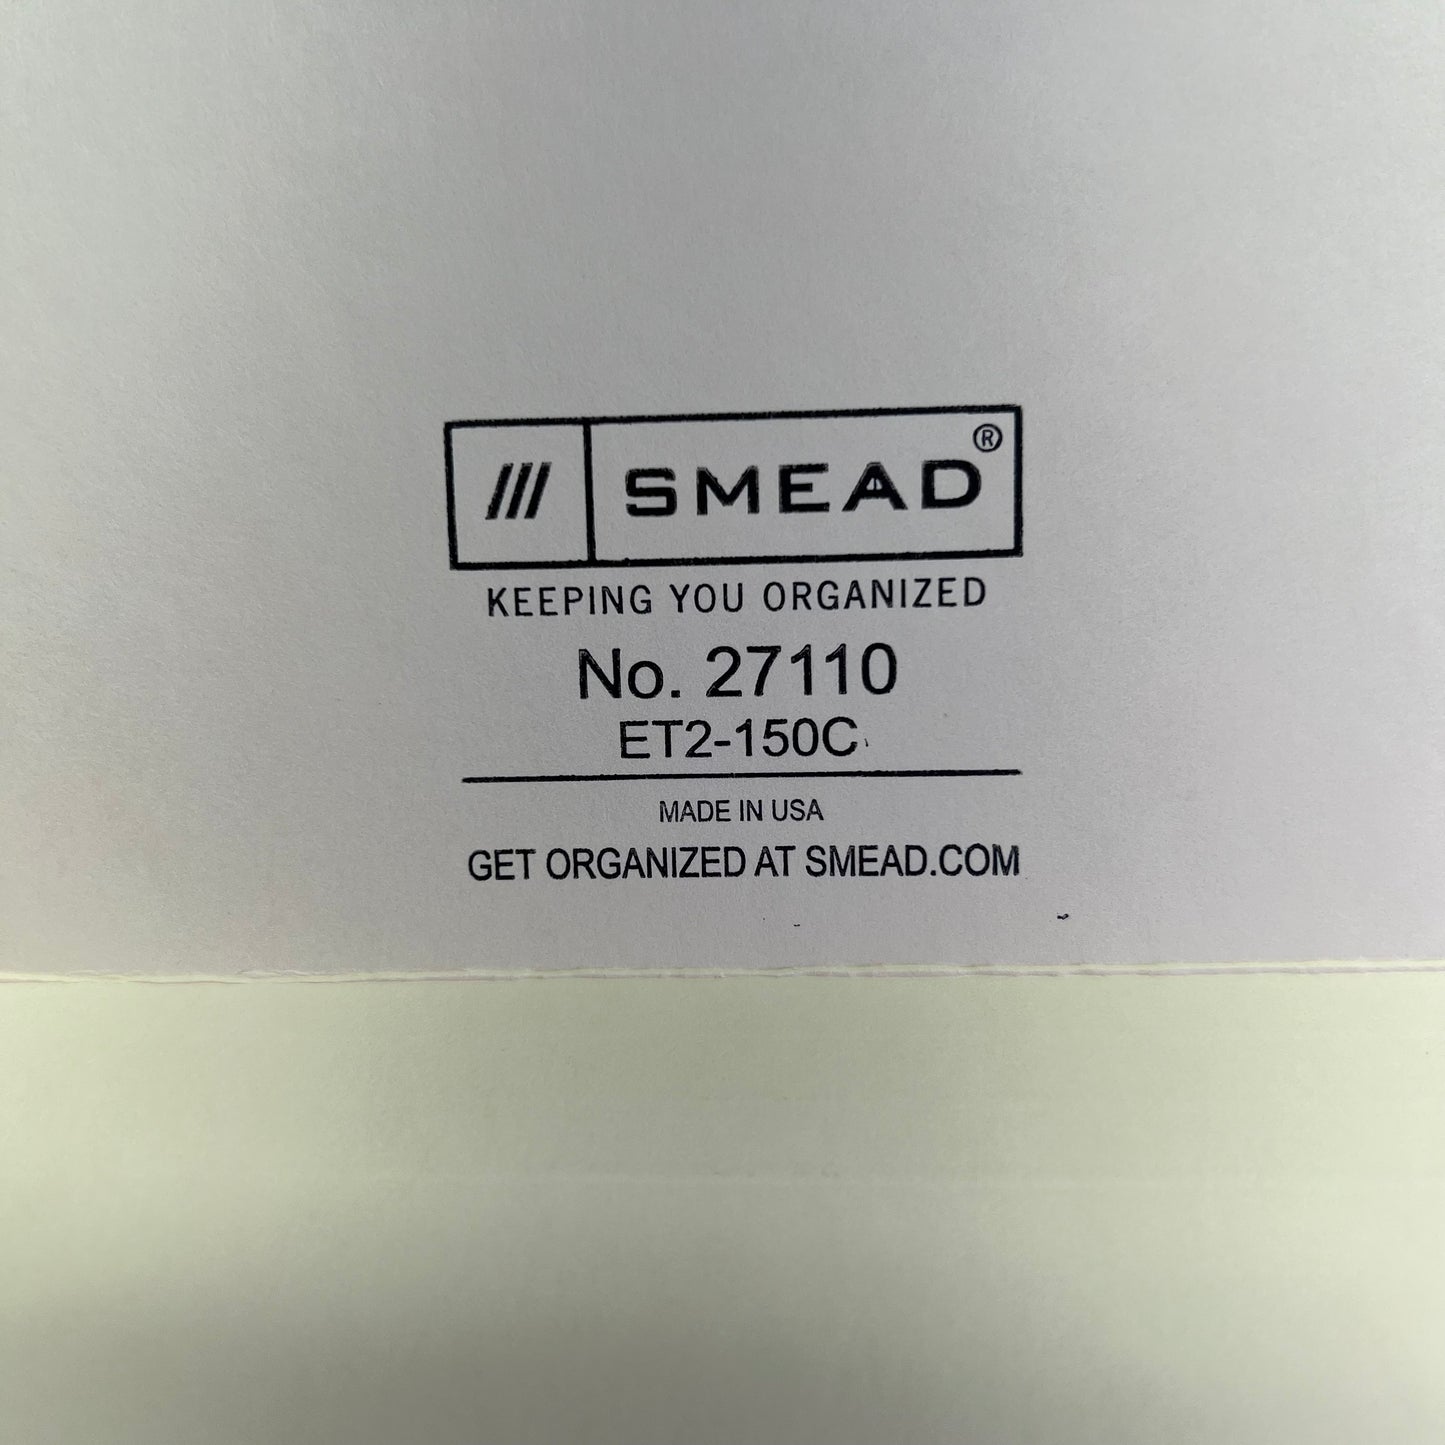 /// SMEAD®
KEEPING YOU ORGANIZED
No. 27110
ET2-150C
MADE IN USA
GET ORGANIZED AT SMEAD.COM